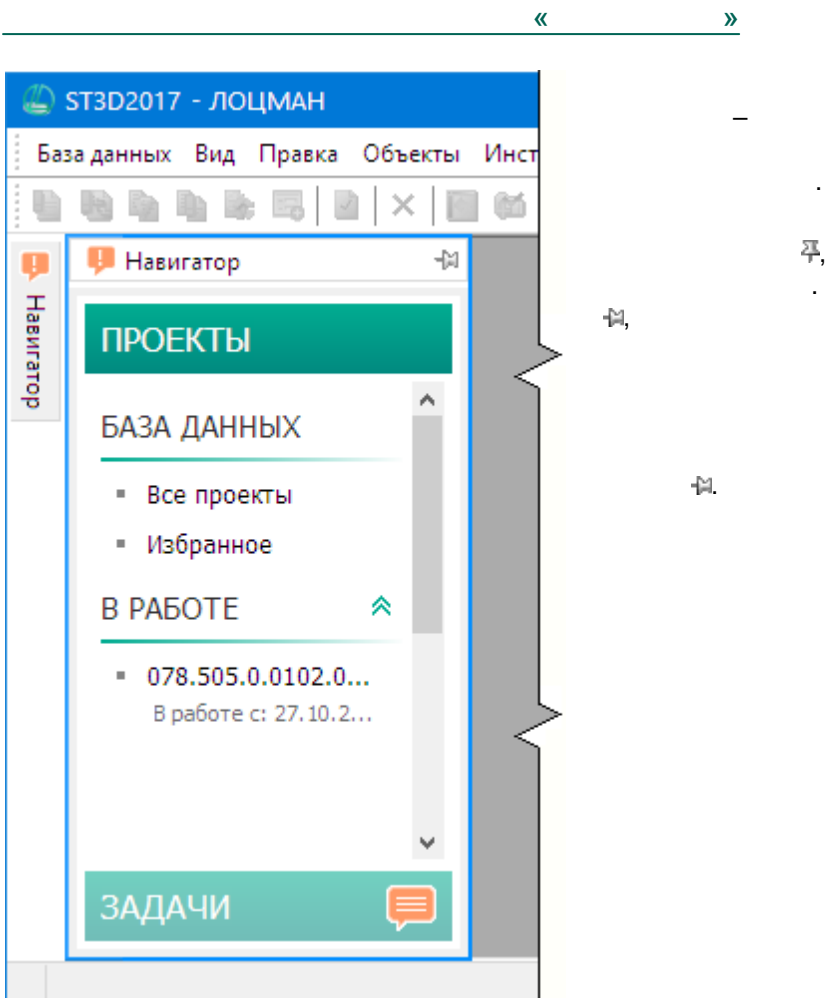 « »
ST3D2017 - ЛОЦМАН
–
База данных Вид Правка Объекты Инст
.
Навигатор
Навигатор
,
.
,
ПРОЕКТЫ
БАЗА ДАННЫХ
Все проекты
.
Избранное
В РАБОТЕ
078.505.0.0102.0...
В работе с: 27.10.2...
ЗАДАЧИ